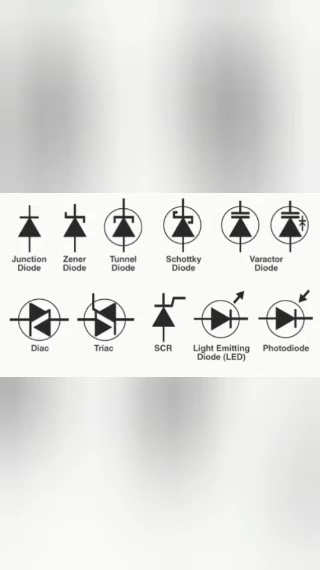 Junction Diode
Zener Diode
Tunnel Diode
Schottky Diode
Varactor Diode
Diac
Triac
SCR
Light Emitting Diode (LED)
Photodiode